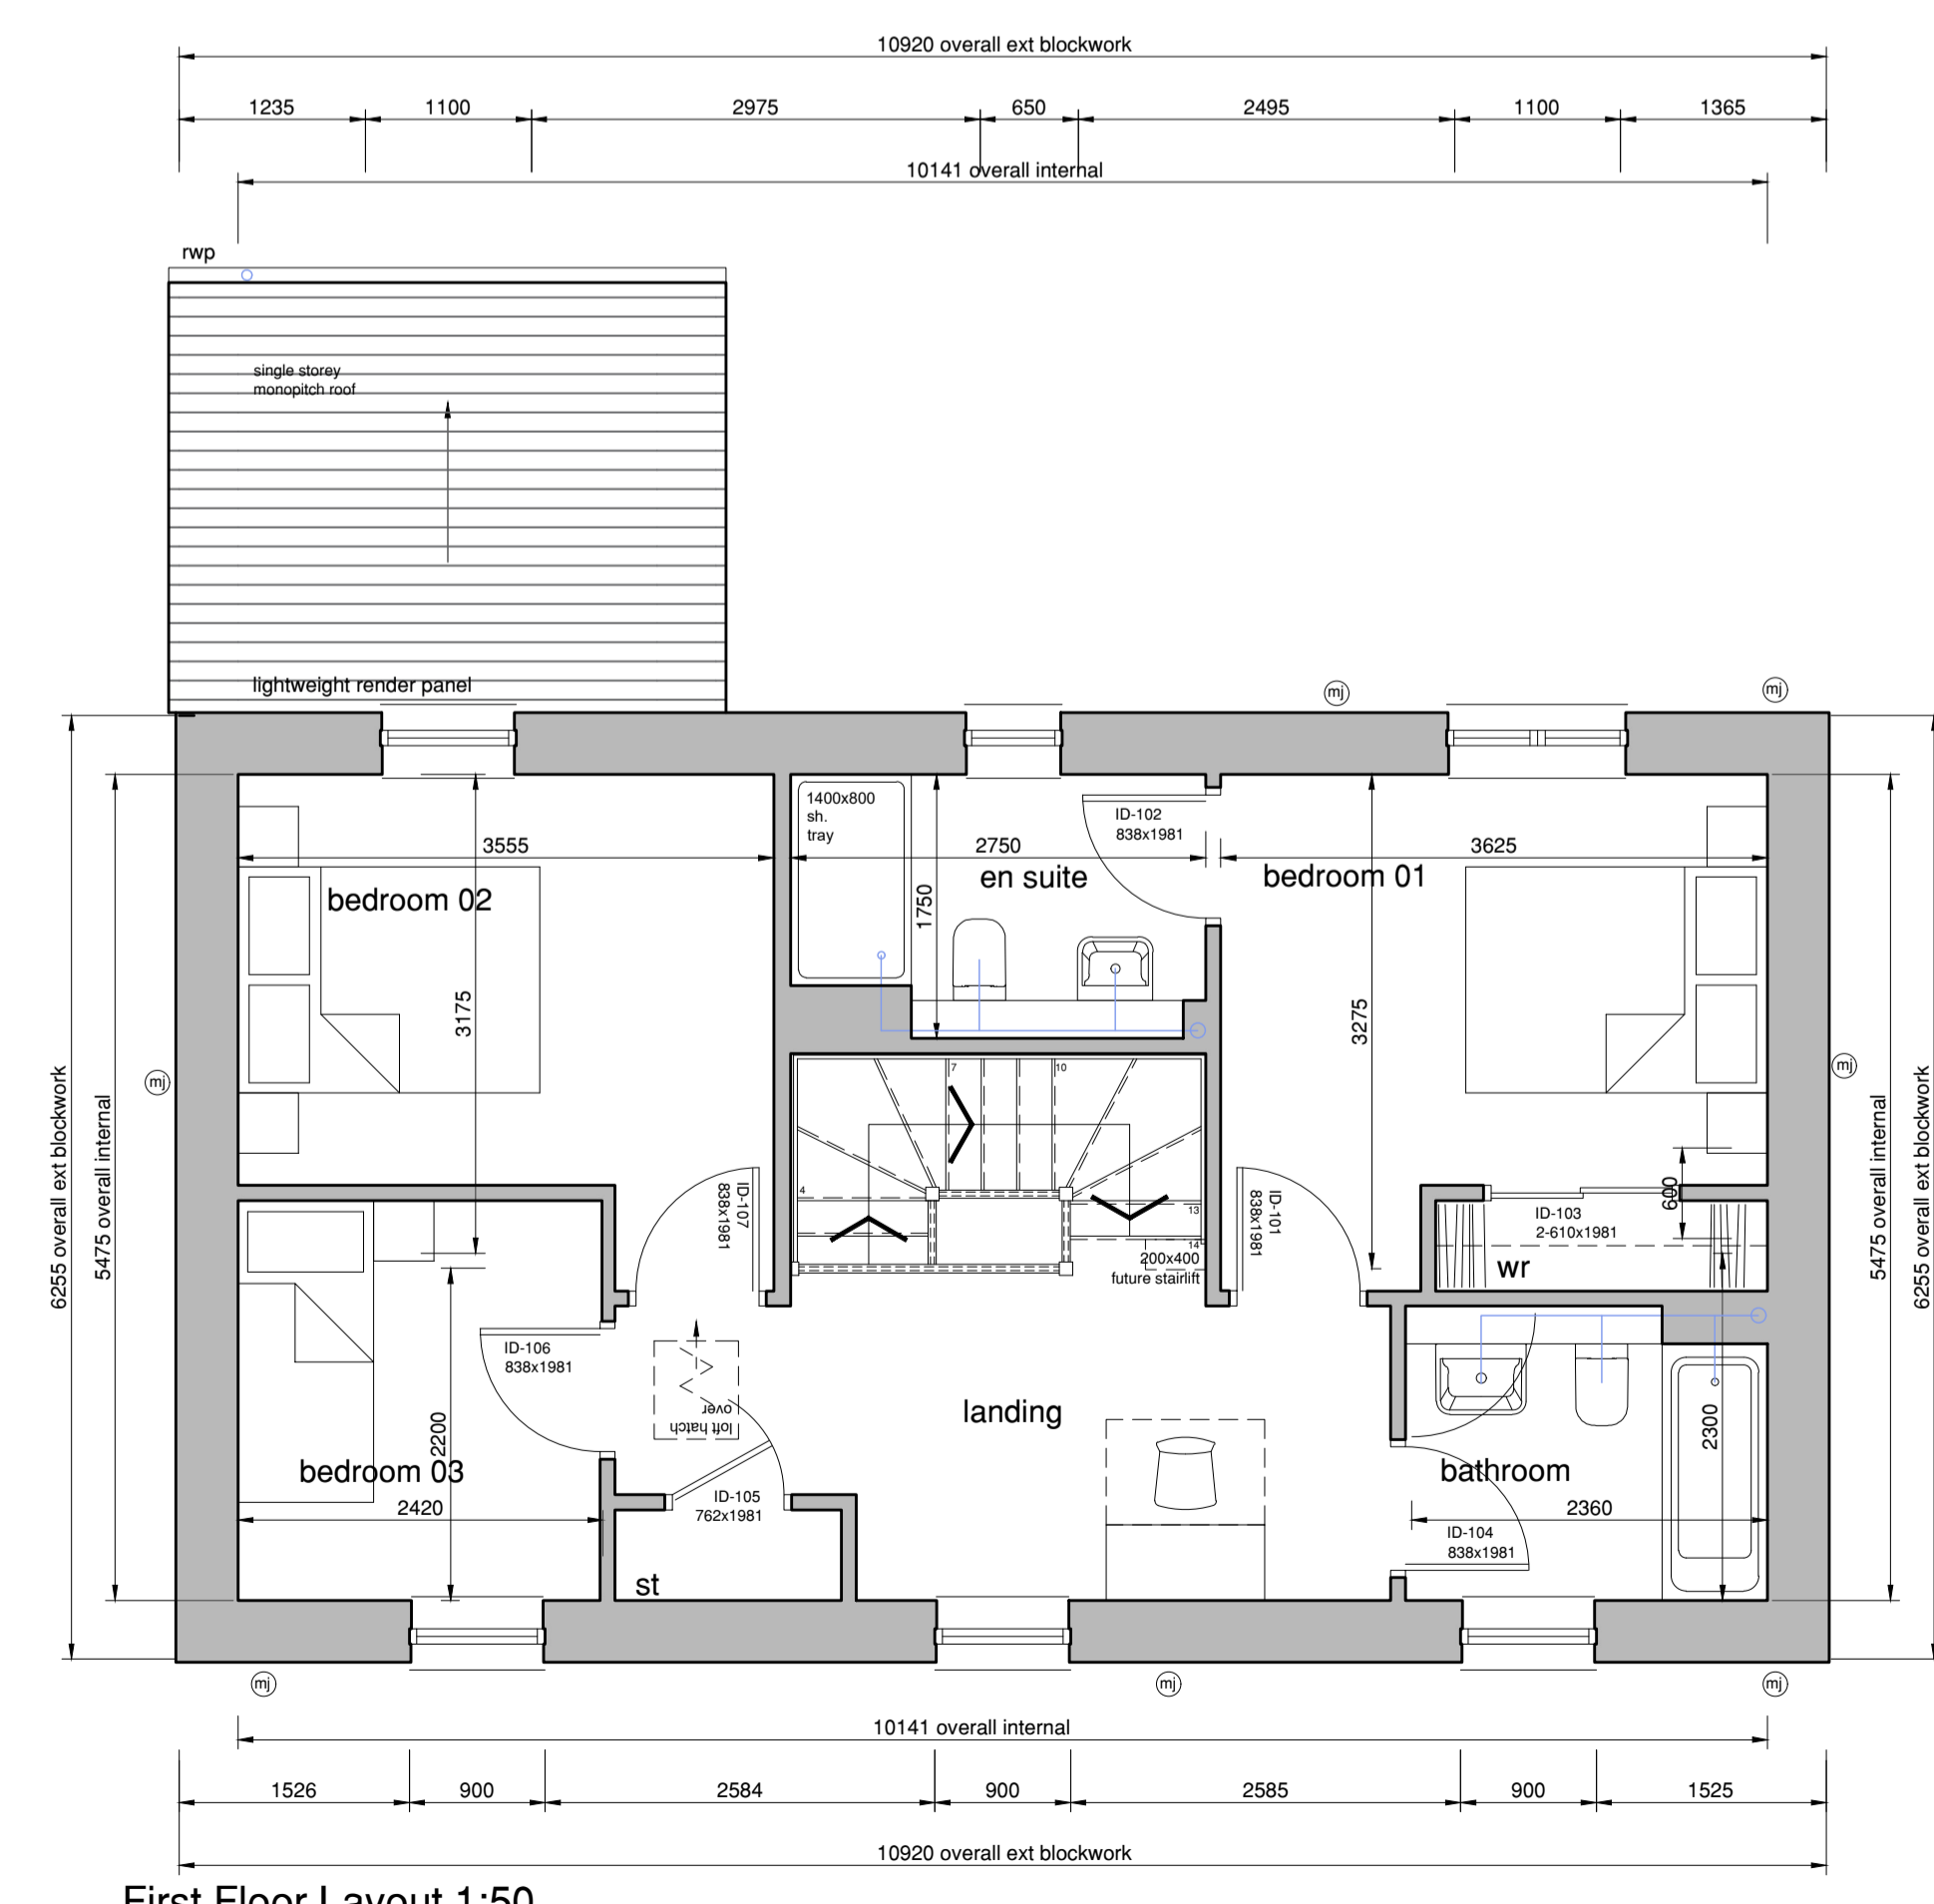 10920 overall ext blockwork
1235 1100 2975 650 2495 1100 1365
10141 overall internal
rwp
single storey
monopitch roof
lightweight render panel
mj
mj
1400x800
sh.
tray
ID-102
838x1981
3555
2750
3625
bedroom 02
en suite
bedroom 01
1750
3175
3275
mj
mj
6255 overall ext blockwork
5475 overall internal
5475 overall internal
6255 overall ext blockwork
7
10
4
13
14
200x400
future stairlift
ID-107
838x1981
ID-101
838x1981
600
ID-103
2-610x1981
wr
ID-106
838x1981
loft hatch
over
landing
2200
2300
bedroom 03
bathroom
2420
ID-105
762x1981
2360
ID-104
838x1981
st
mj
mj
mj
10141 overall internal
1526 900 2584 900 2585 900 1525
10920 overall ext blockwork
First Floor Layout 1:50